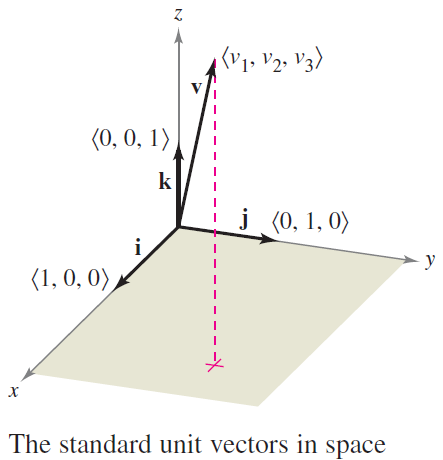 z
⟨v₁, v₂, v₃⟩
v
⟨0, 0, 1⟩
k
j ⟨0, 1, 0⟩
i
y
⟨1, 0, 0⟩
x
The standard unit vectors in space